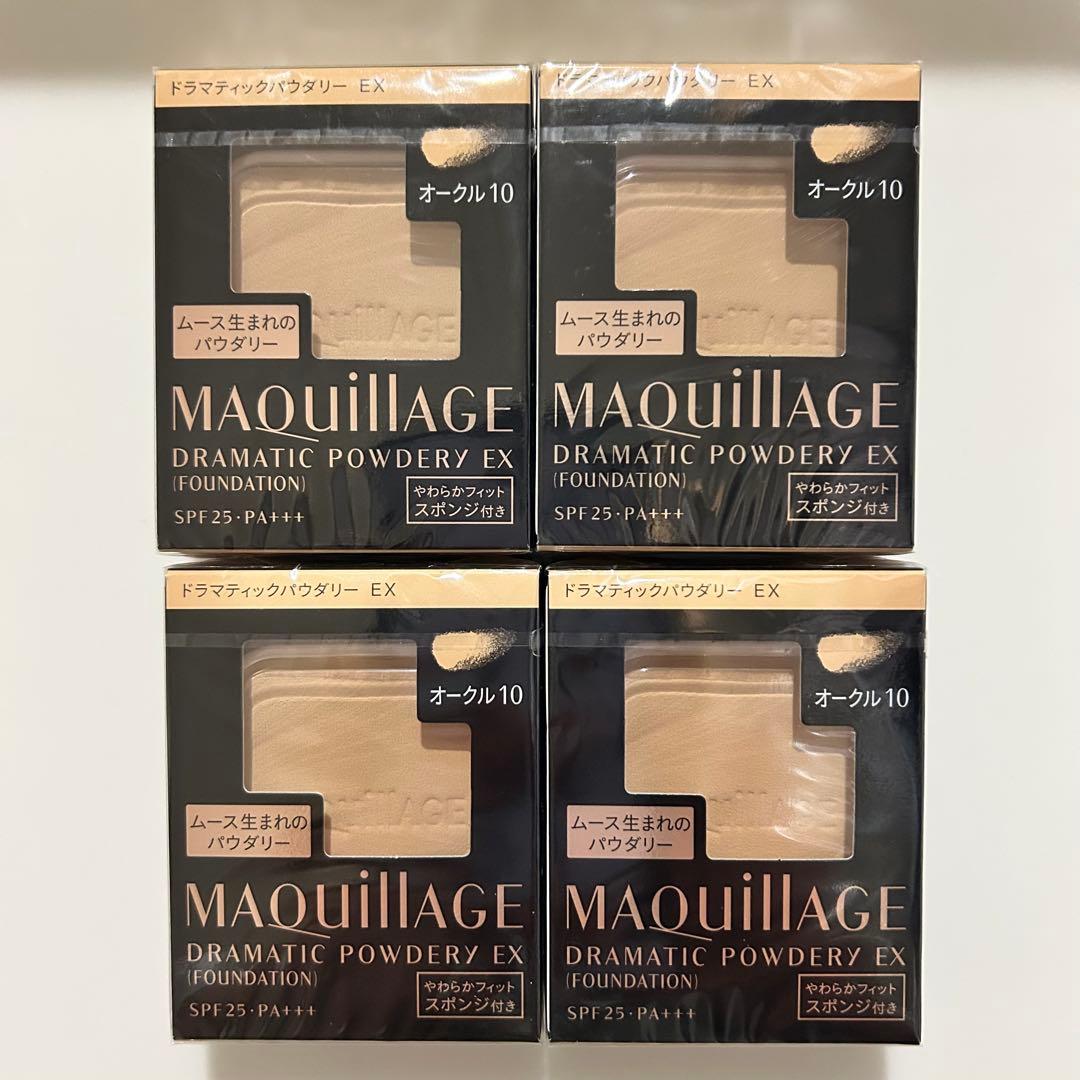 ドラマティックパウダリー EX
オークル10
ムース生まれの
パウダリー
QuillAGE
MAQuillAGE
DRAMATIC POWDERY EX
(FOUNDATION)
やわらかフィット
スポンジ付き
SPF25・PA+++
ドラマティックパウダリー EX
オークル10
ムース生まれの
パウダリー
uillAGE
MAQuillAGE
DRAMATIC POWDERY EX
(FOUNDATION)
やわらかフィット
スポンジ付き
SPF25・PA+++
ドラマティックパウダリー EX
オークル10
ムース生まれの
パウダリー
QuillAGE
MAQuillAGE
DRAMATIC POWDERY EX
(FOUNDATION)
やわらかフィット
スポンジ付き
SPF25・PA+++
ドラマティックパウダリー EX
オークル10
ムース生まれの
パウダリー
QuillAGE
MAQuillAGE
DRAMATIC POWDERY EX
(FOUNDATION)
やわらかフィット
スポンジ付き
SPF25・PA+++